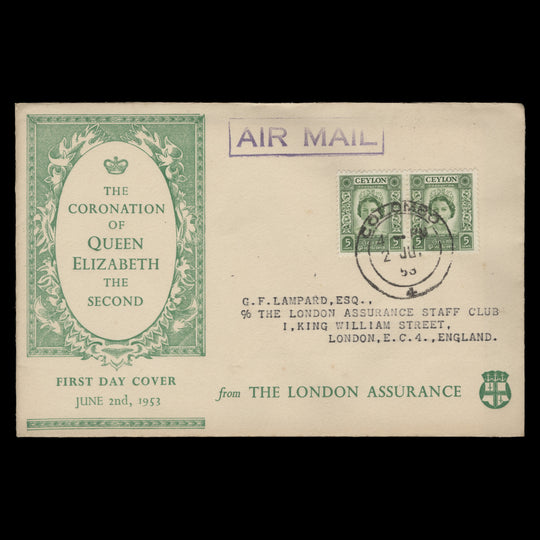 THE
CORONATION
OF
QUEEN
ELIZABETH
THE
SECOND
FIRST DAY COVER
JUNE 2nd, 1953
AIR MAIL
CEYLON CEYLON
5 5 5 5
COLOMBO
2 JU
53
4
G.F.LAMPARD,ESQ.,
℅ THE LONDON ASSURANCE STAFF CLUB
1,KING WILLIAM STREET,
LONDON,E.C.4.,ENGLAND.
from THE LONDON ASSURANCE